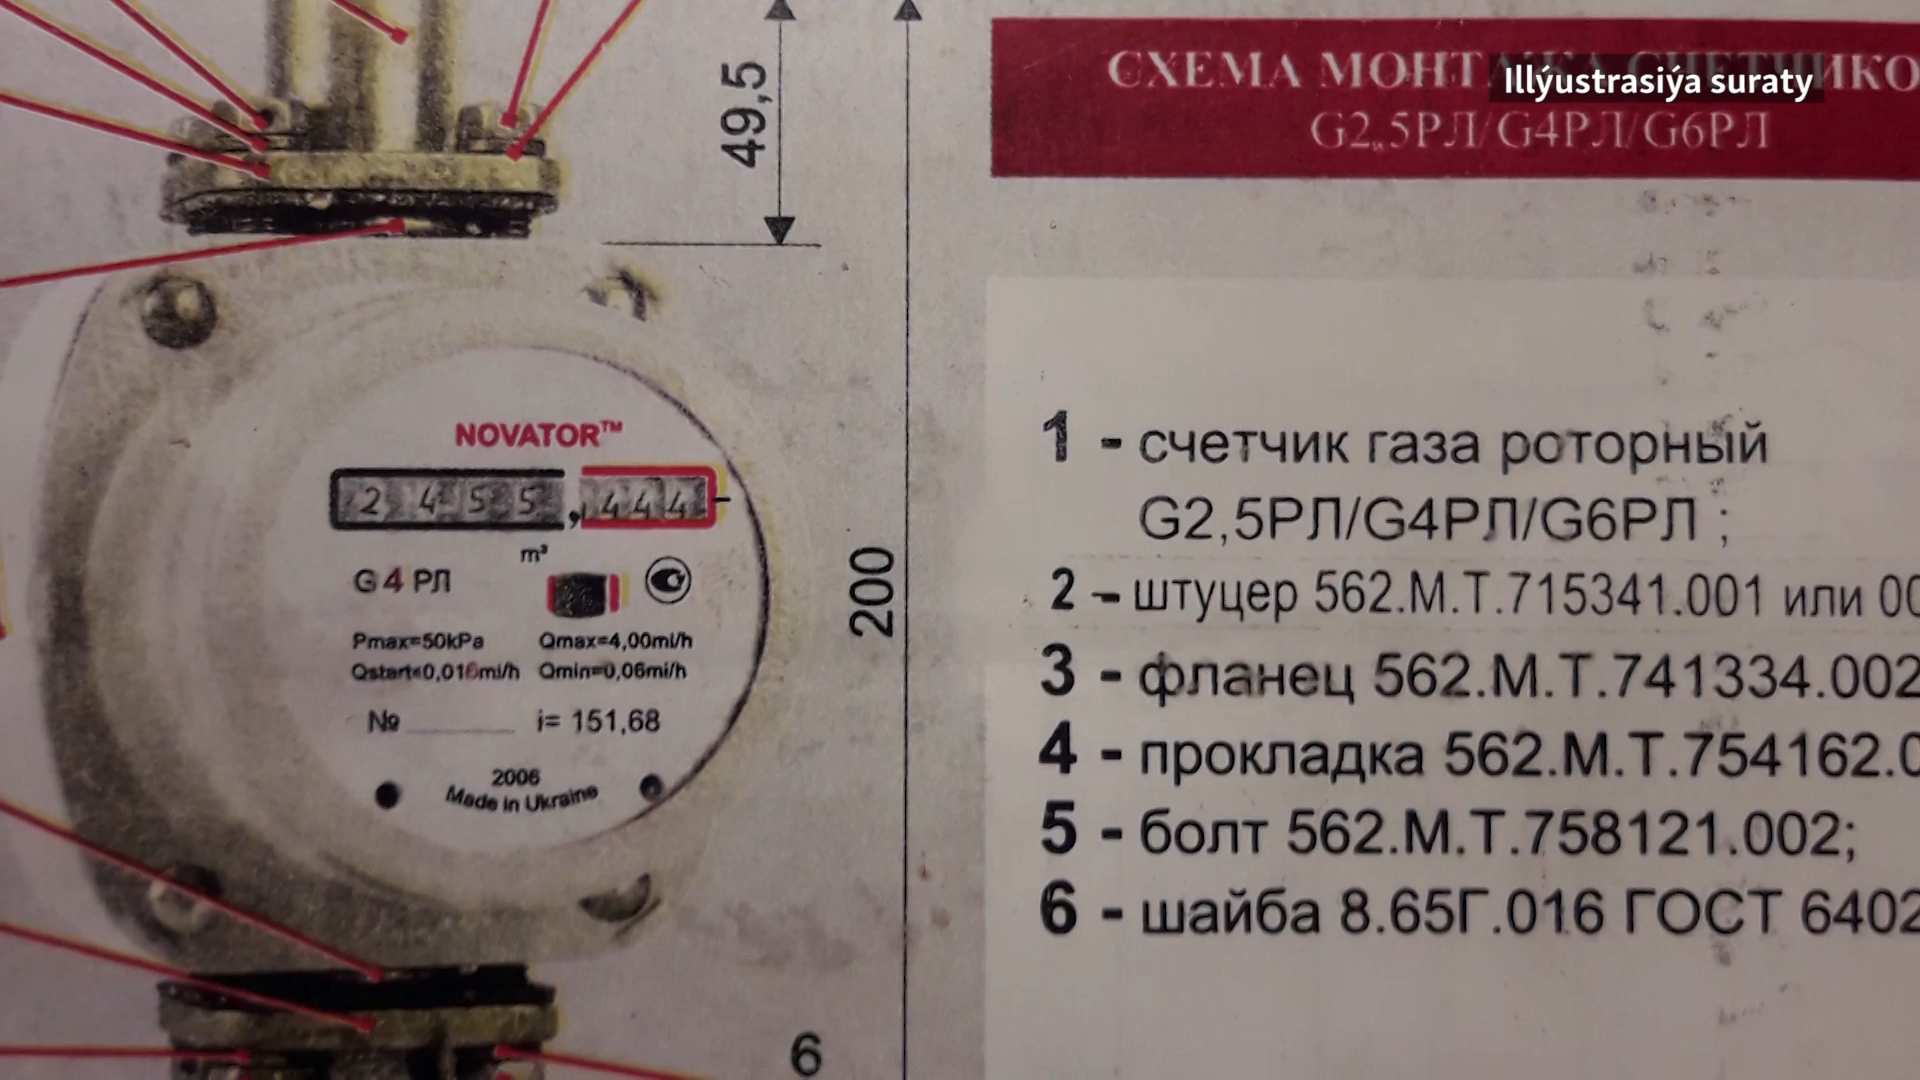 49,5
СХЕМА МОНТ
Illýustrasiýa suraty
G2,5РЛ/G4РЛ/G6РЛ
NOVATOR™
2 4 5 5 , 4 4 4
m³
G 4 РЛ
Pmax=50kPa Qmax=4,00mi/h
Qstart<0,016mi/h Qmin=0,06mi/h
№ i= 151,68
2006
Made in Ukraine
200
6
1 - счетчик газа роторный
G2,5РЛ/G4РЛ/G6РЛ ;
2 - штуцер 562.М.Т.715341.001 или 00
3 - фланец 562.М.Т.741334.002
4 - прокладка 562.М.Т.754162.0
5 - болт 562.М.Т.758121.002;
6 - шайба 8.65Г.016 ГОСТ 6402